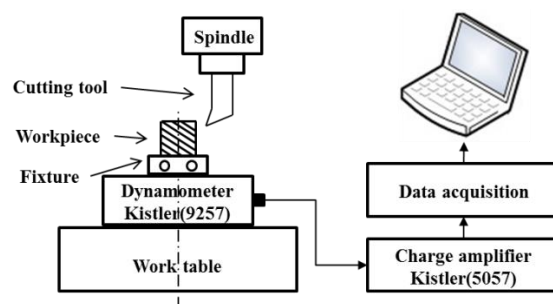 Spindle
Cutting tool
Workpiece
Fixture
Dynamometer
Kistler(9257)
Work table
Data acquisition
Charge amplifier
Kistler(5057)